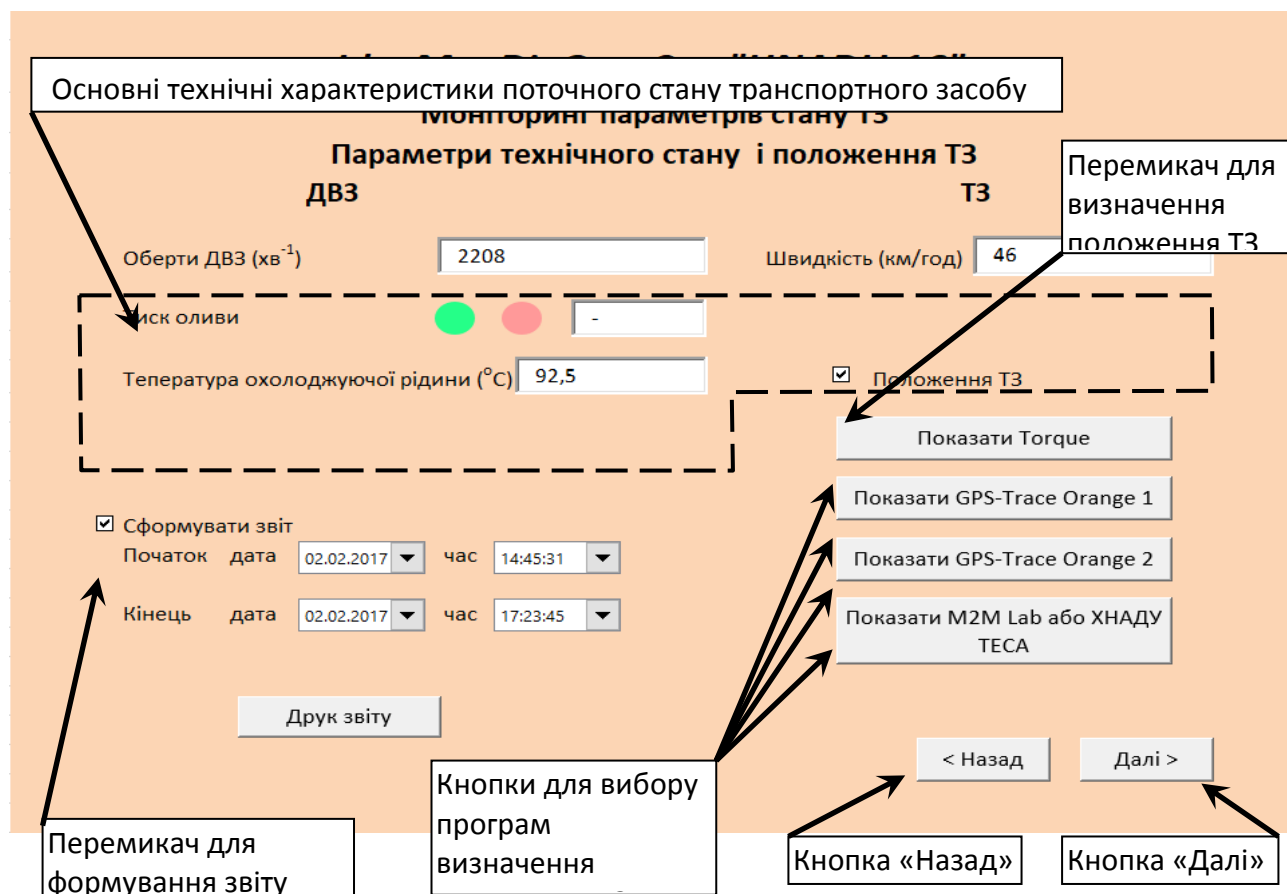 Основні технічні характеристики поточного стану транспортного засобу
Моніторинг параметрів стану ТЗ
Параметри технічного стану і положення ТЗ
ДВЗ ТЗ
Перемикач для
визначення
положення ТЗ
Оберти ДВЗ (хв⁻¹) 2208 Швидкість (км/год) 46
Тиск оливи -
Теператури охолоджуючої рідини (°C) 92,5 Положення ТЗ
Показати Torque
Показати GPS-Trace Orange 1
Сформувати звіт
Початок дата 02.02.2017 час 14:45:31
Показати GPS-Trace Orange 2
Кінець дата 02.02.2017 час 17:23:45
Показати M2M Lab або ХНАДУ
ТЕСА
Друк звіту
< Назад Далі >
Кнопки для вибору
програм
визначення
Перемикач для
формування звіту
Кнопка «Назад» Кнопка «Далі»